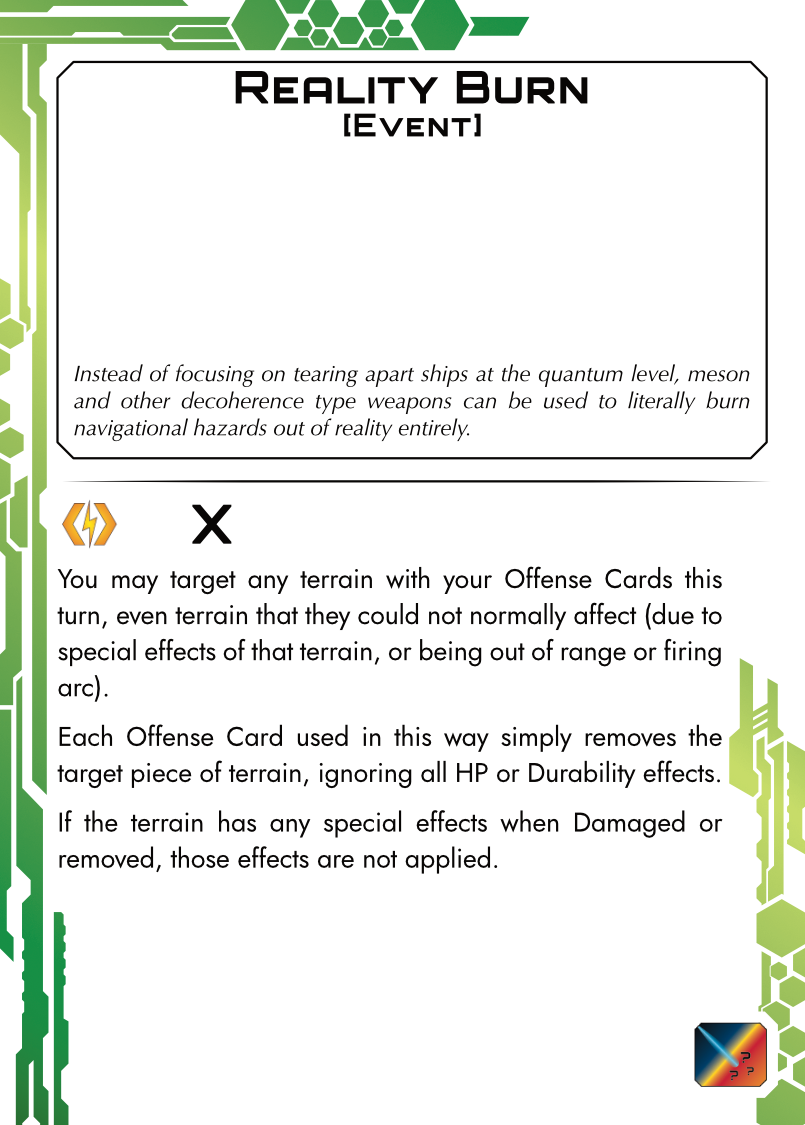 Reality Burn
[Event]
Instead of focusing on tearing apart ships at the quantum level, meson
and other decoherence type weapons can be used to literally burn
navigational hazards out of reality entirely.
X
You may target any terrain with your Offense Cards this
turn, even terrain that they could not normally affect (due to
special effects of that terrain, or being out of range or firing
arc).
Each Offense Card used in this way simply removes the
target piece of terrain, ignoring all HP or Durability effects.
If the terrain has any special effects when Damaged or
removed, those effects are not applied.
?
? ?